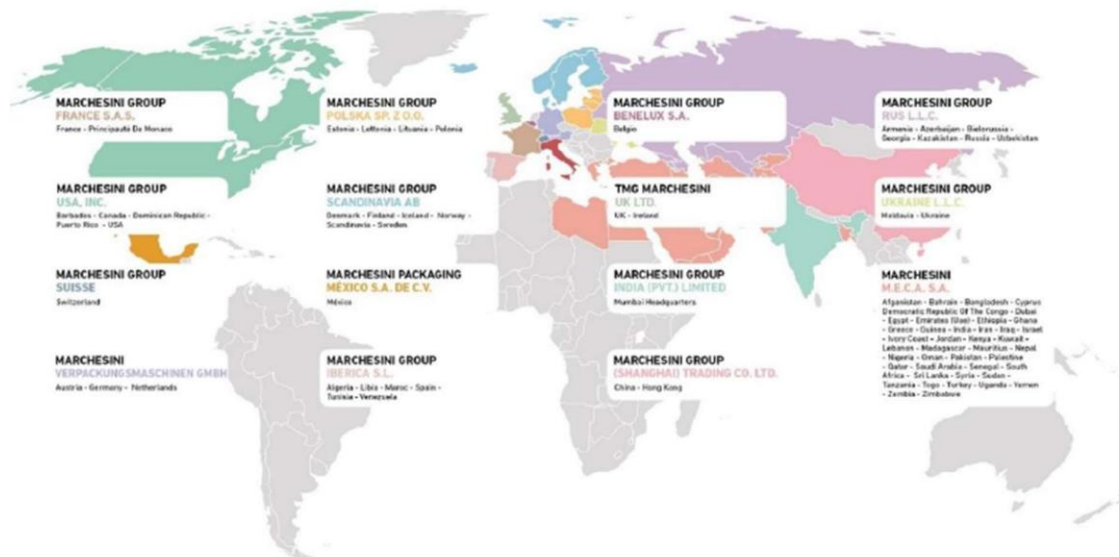 MARCHESINI GROUP
FRANCE S.A.S.
France - Principauté De Monaco
MARCHESINI GROUP
POLSKA SP. Z O.O.
Estonia - Lettonia - Lituania - Polonia
MARCHESINI GROUP
BENELUX S.A.
Belgio
MARCHESINI GROUP
RUS L.L.C.
Armenia - Azerbaijan - Bielorussia -
Georgia - Kazakistan - Russia - Uzbekistan
MARCHESINI GROUP
USA, INC.
Barbados - Canada - Dominican Republic -
Puerto Rico - USA
MARCHESINI GROUP
SCANDINAVIA AB
Denmark - Finland - Iceland - Norway -
Scandinavia - Sweden
TMG MARCHESINI
UK LTD.
UK - Ireland
MARCHESINI GROUP
UKRAINE L.L.C.
Moldavia - Ukraine
MARCHESINI GROUP
SUISSE
Switzerland
MARCHESINI PACKAGING
MÉXICO S.A. DE C.V.
México
MARCHESINI GROUP
INDIA (PVT.) LIMITED
Mumbai Headquarters
MARCHESINI
M.E.C.A. S.A.
Afganistan - Bahrain - Bangladesh - Cyprus
Democratic Republic Of The Congo - Dubai
- Egypt - Emirates (Uae) - Ethiopia - Ghana
- Greece - Guinea - India - Iran - Iraq - Israel
- Ivory Coast - Jordan - Kenya - Kuwait -
Lebanon - Madagascar - Mauritius - Nepal
- Nigeria - Oman - Pakistan - Palestine
- Qatar - Saudi Arabia - Senegal - South
Africa - Sri Lanka - Syria - Sudan -
Tanzania - Togo - Turkey - Uganda - Yemen
- Zambia - Zimbabwe
MARCHESINI
VERPACKUNGSMASCHINEN GMBH
Austria - Germany - Netherlands
MARCHESINI GROUP
IBERICA S.L.
Algeria - Libia - Maroc - Spain -
Tunisia - Venezuela
MARCHESINI GROUP
(SHANGHAI) TRADING CO. LTD.
China - Hong Kong